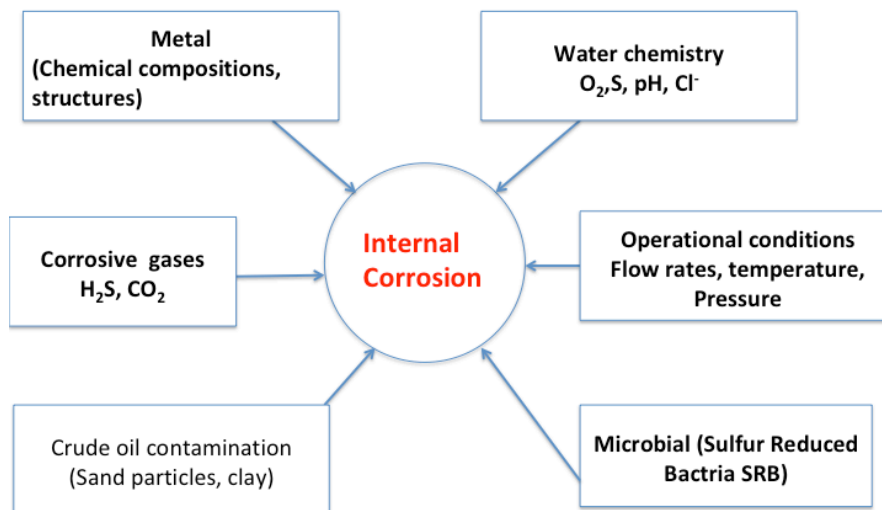 Metal
(Chemical compositions,
structures)
Water chemistry
O₂,S, pH, Cl⁻
Corrosive gases
H₂S, CO₂
Internal
Corrosion
Operational conditions
Flow rates, temperature,
Pressure
Crude oil contamination
(Sand particles, clay)
Microbial (Sulfur Reduced
Bactria SRB)